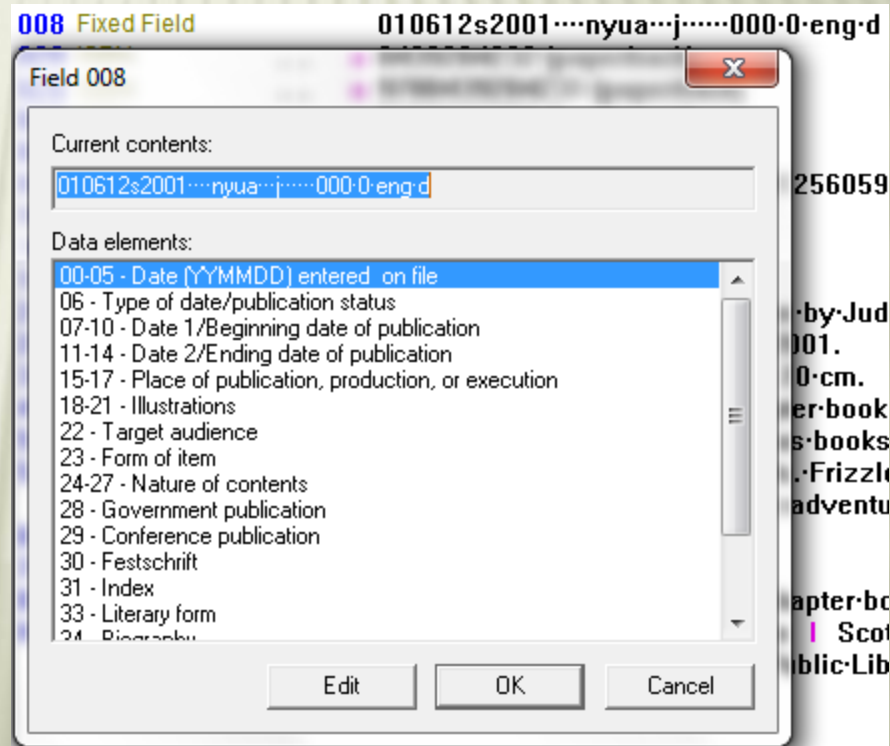 008 Fixed Field 010612s2001····nyua···j······000·0·eng·d
Field 008
Current contents:
010612s2001····nyua···j······000·0·eng·d
Data elements:
00-05 - Date (YYMMDD) entered  on file
06 - Type of date/publication status
07-10 - Date 1/Beginning date of publication
11-14 - Date 2/Ending date of publication
15-17 - Place of publication, production, or execution
18-21 - Illustrations
22 - Target audience
23 - Form of item
24-27 - Nature of contents
28 - Government publication
29 - Conference publication
30 - Festschrift
31 - Index
33 - Literary form
34 - Biography
Edit OK Cancel
256059
·by·Jud
001.
0·cm.
er·book
s·books
.·Frizzl
adventu
apter·bo
Scot
blic·Lib